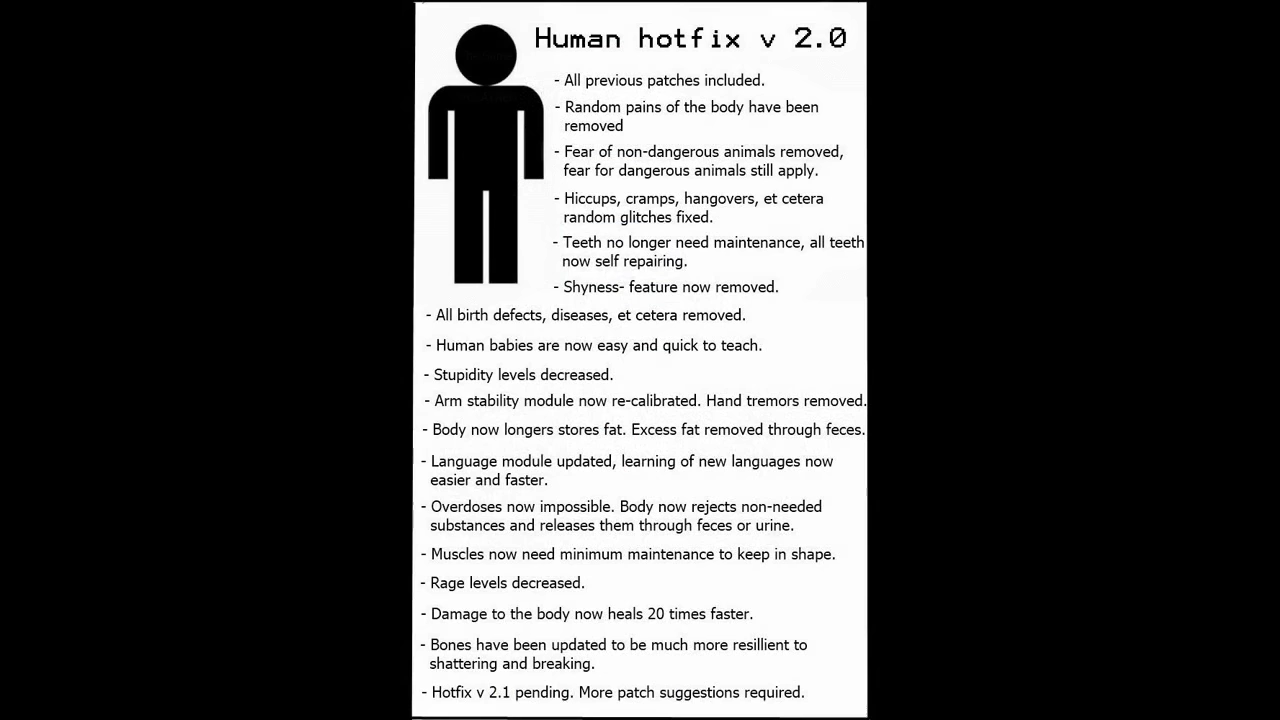 Human hotfix v 2.0
- All previous patches included.
- Random pains of the body have been
removed
- Fear of non-dangerous animals removed,
fear for dangerous animals still apply.
- Hiccups, cramps, hangovers, et cetera
random glitches fixed.
- Teeth no longer need maintenance, all teeth
now self repairing.
- Shyness- feature now removed.
- All birth defects, diseases, et cetera removed.
- Human babies are now easy and quick to teach.
- Stupidity levels decreased.
- Arm stability module now re-calibrated. Hand tremors removed.
- Body now longers stores fat. Excess fat removed through feces.
- Language module updated, learning of new languages now
easier and faster.
- Overdoses now impossible. Body now rejects non-needed
substances and releases them through feces or urine.
- Muscles now need minimum maintenance to keep in shape.
- Rage levels decreased.
- Damage to the body now heals 20 times faster.
- Bones have been updated to be much more resillient to
shattering and breaking.
- Hotfix v 2.1 pending. More patch suggestions required.